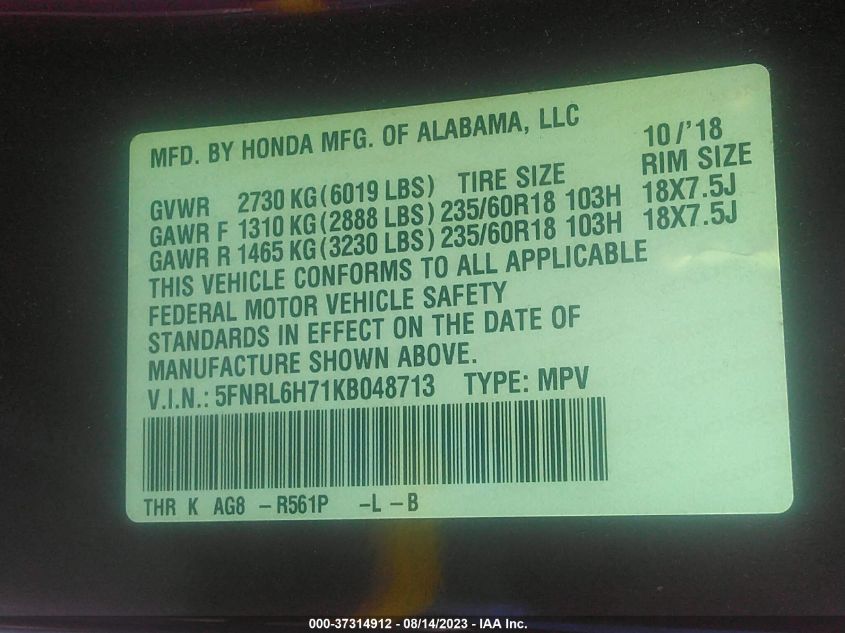 MFD. BY HONDA MFG. OF ALABAMA, LLC 10/'18
GVWR 2730 KG (6019 LBS) TIRE SIZE RIM SIZE
GAWR F 1310 KG (2888 LBS) 235/60R18 103H 18X7.5J
GAWR R 1465 KG (3230 LBS) 235/60R18 103H 18X7.5J
THIS VEHICLE CONFORMS TO ALL APPLICABLE
FEDERAL MOTOR VEHICLE SAFETY
STANDARDS IN EFFECT ON THE DATE OF
MANUFACTURE SHOWN ABOVE.
V.I.N.: 5FNRL6H71KB048713 TYPE: MPV
THR K AG8 -R561P -L -B
000-37314912 - 08/14/2023 - IAA Inc.